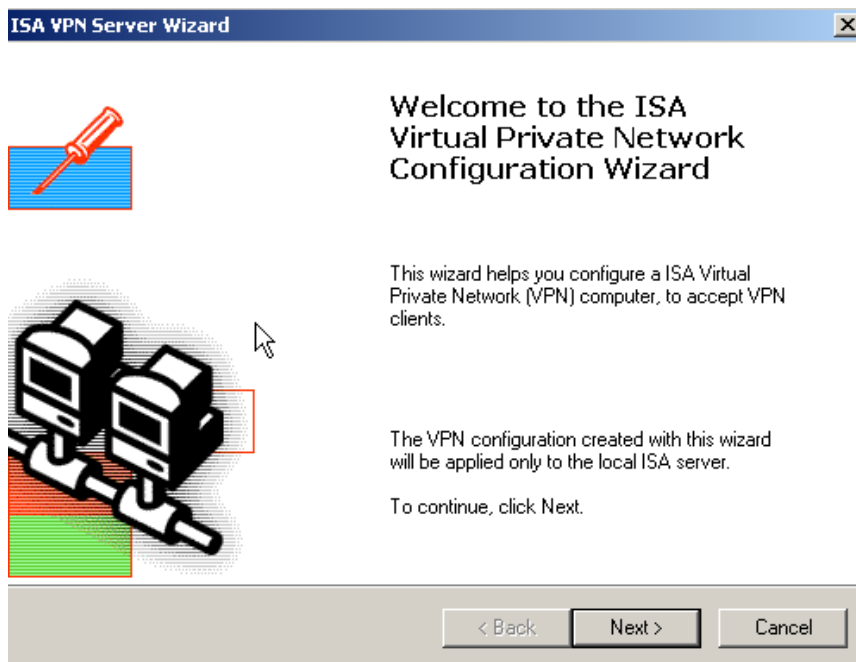 ISA VPN Server Wizard
Welcome to the ISA
Virtual Private Network
Configuration Wizard
This wizard helps you configure a ISA Virtual
Private Network (VPN) computer, to accept VPN
clients.
The VPN configuration created with this wizard
will be applied only to the local ISA server.
To continue, click Next.
< Back
Next >
Cancel